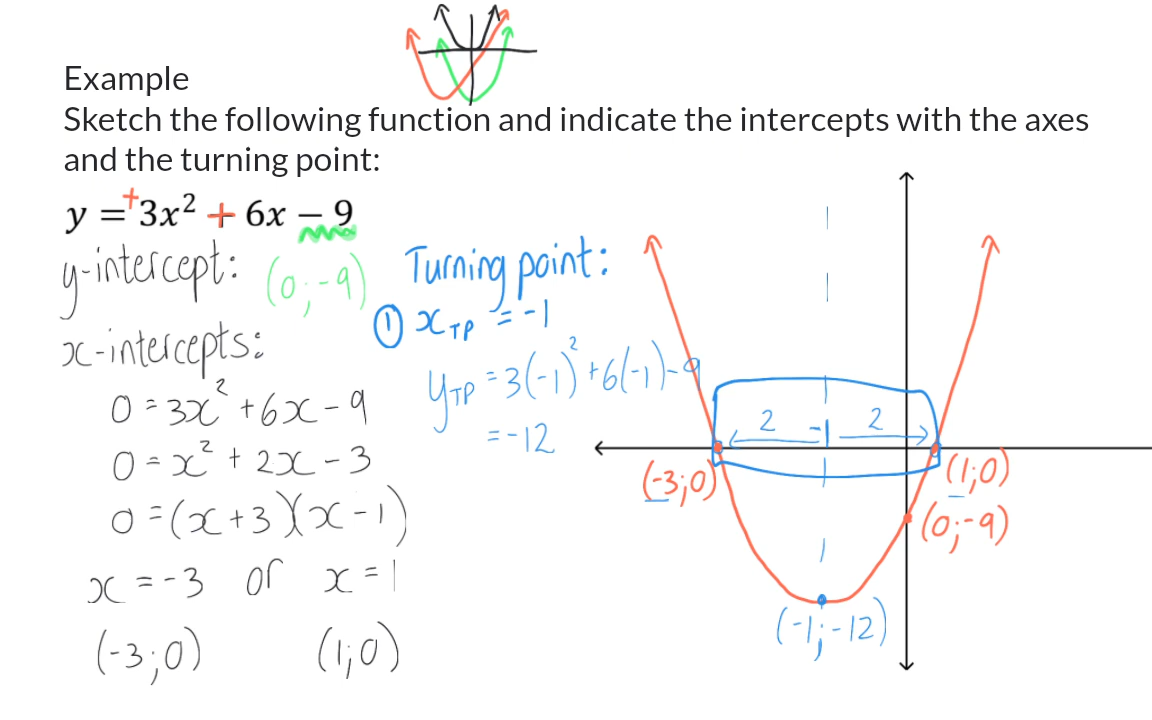 Example
Sketch the following function and indicate the intercepts with the axes
and the turning point:
y = +3x² + 6x − 9
y-intercept: (0;-9)
x-intercepts:
0=3x²+6x-9
0=x²+2x-3
0=(x+3)(x-1)
x=-3 or x=1
(-3;0) (1;0)
Turning point:
① x_TP = -1
y_TP = 3(-1)²+6(-1)-9
=-12
2 -1 2
(-3;0) (1;0)
(0;-9)
(-1;-12)